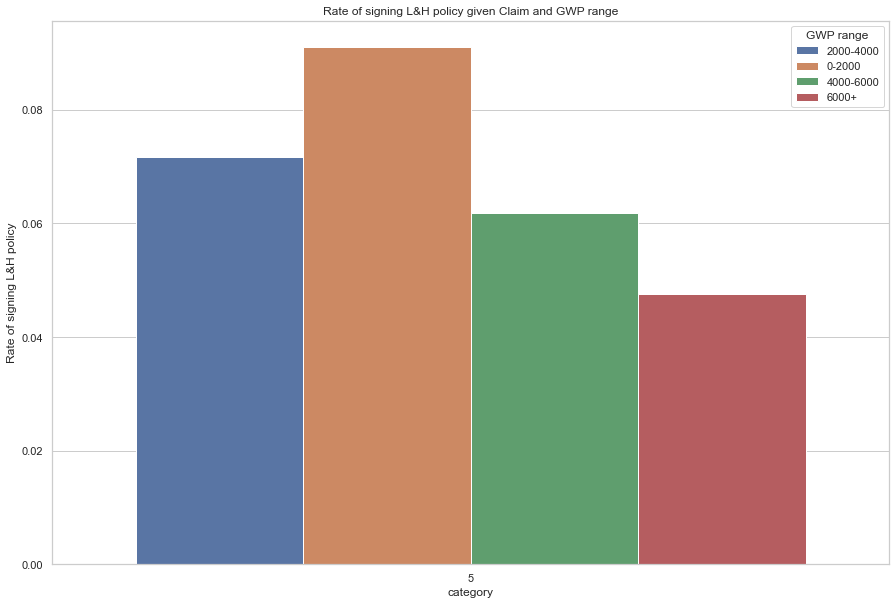 Rate of signing L&H policy given Claim and GWP range
GWP range
2000-4000
0-2000
4000-6000
6000+
Rate of signing L&H policy
0.08
0.06
0.04
0.02
0.00
5
category